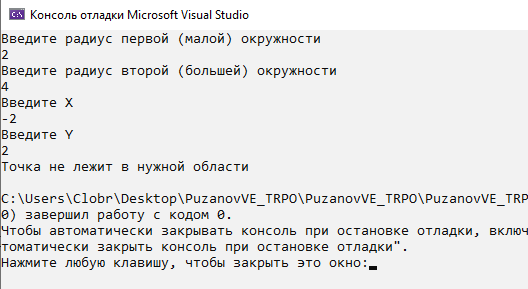 Консоль отладки Microsoft Visual Studio
Введите радиус первой (малой) окружности
2
Введите радиус второй (большей) окружности
4
Введите X
-2
Введите Y
2
Точка не лежит в нужной области
C:\Users\Clobr\Desktop\PuzanovVE_TRPO\PuzanovVE_TRPO\PuzanovVE_TRP
0) завершил работу с кодом 0.
Чтобы автоматически закрывать консоль при остановке отладки, включ
томатически закрыть консоль при остановке отладки".
Нажмите любую клавишу, чтобы закрыть это окно: